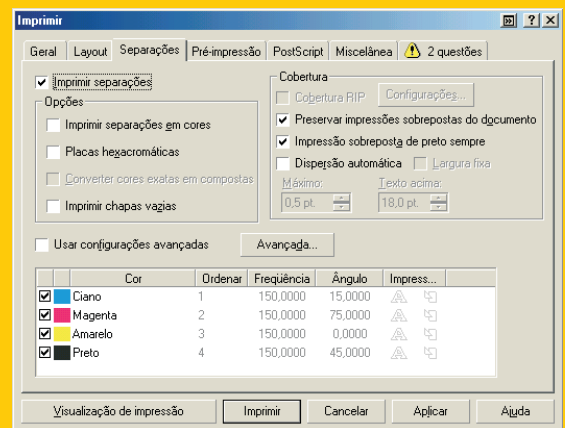 Imprimir
Geral Layout Separações Pré-impressão PostScript Miscelânea 2 questões
Imprimir separações
Opções
Imprimir separações em cores
Placas hexacromáticas
Converter cores exatas em compostas
Imprimir chapas vazias
Cobertura
Cobertura RIP Configurações...
Preservar impressões sobrepostas do documento
Impressão sobreposta de preto sempre
Dispersão automática Largura fixa
Máximo: Texto acima:
0,5 pt. 18,0 pt.
Usar configurações avançadas Avançada...
Cor Ordenar Freqüência Ângulo Impress...
Ciano 1 150,0000 15,0000
Magenta 2 150,0000 75,0000
Amarelo 3 150,0000 0,0000
Preto 4 150,0000 45,0000
Visualização de impressão Imprimir Cancelar Aplicar Ajuda